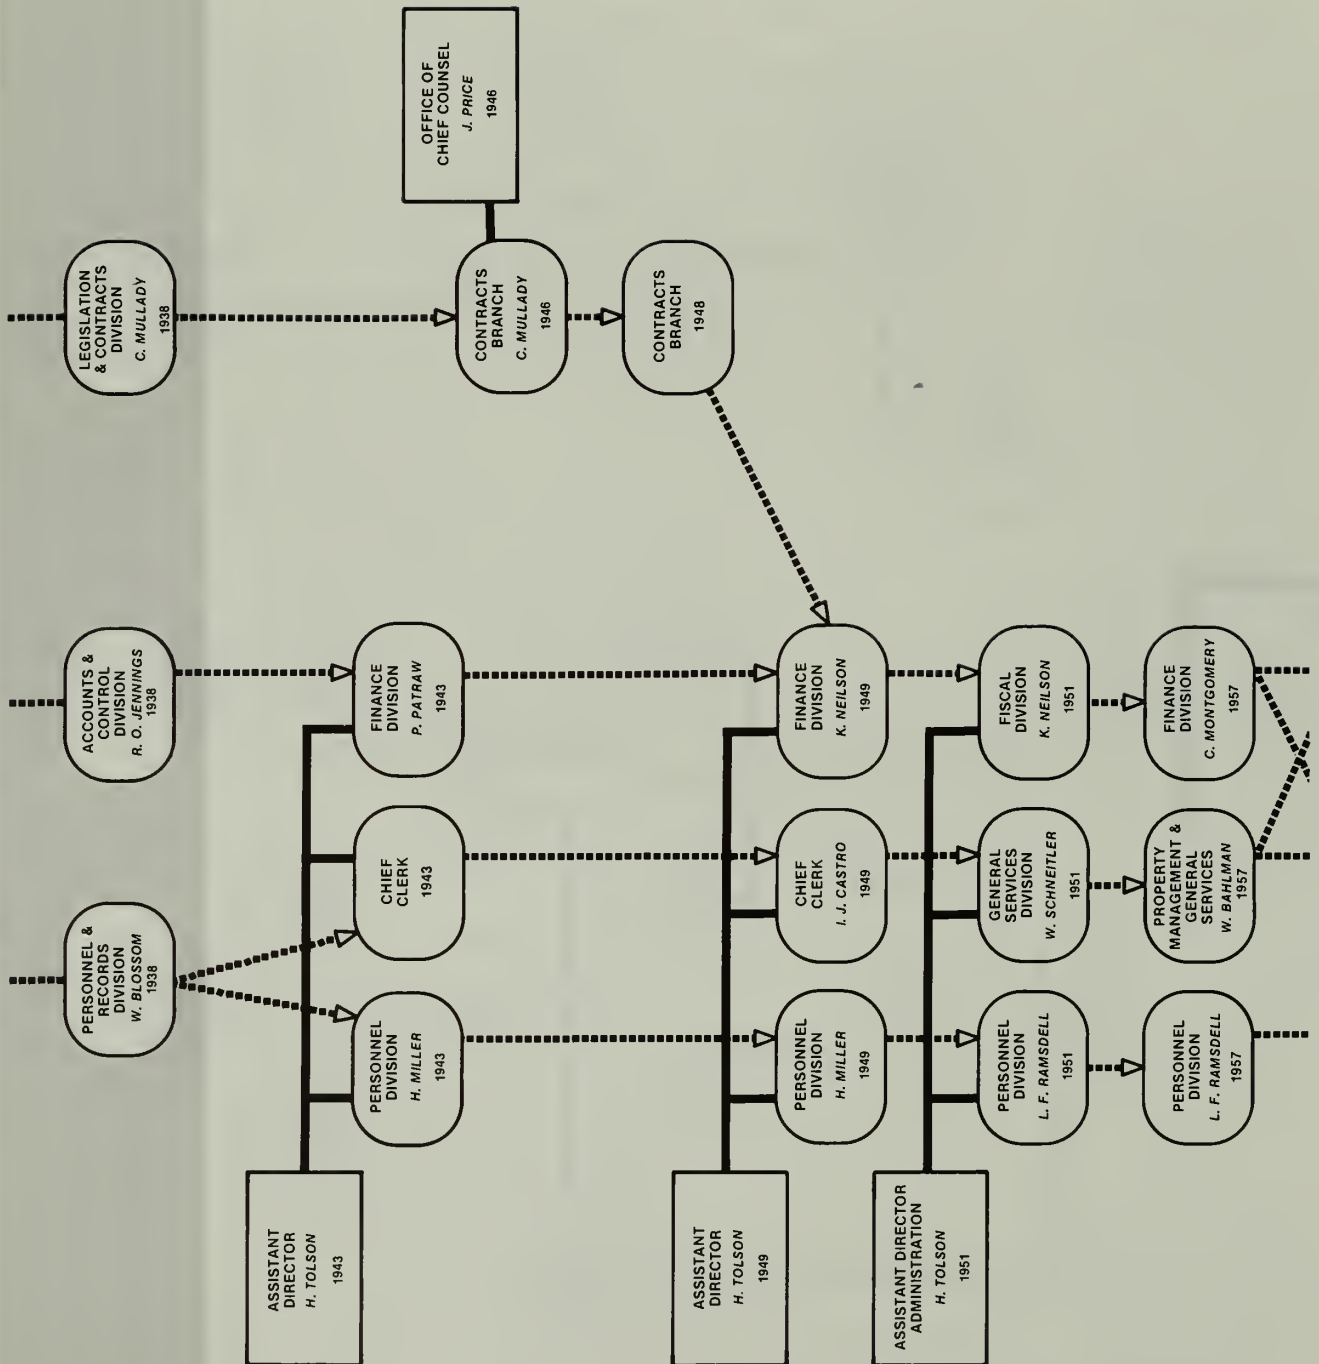 LEGISLATION
& CONTRACTS
DIVISION
C. MULLADY
1938
ACCOUNTS &
CONTROL
DIVISION
R. O. JENNINGS
1938
PERSONNEL &
RECORDS
DIVISION
W. BLOSSOM
1938
OFFICE OF
CHIEF COUNSEL
J. PRICE
1946
CONTRACTS
BRANCH
C. MULLADY
1946
CONTRACTS
BRANCH
1948
ASSISTANT
DIRECTOR
H. TOLSON
1943
PERSONNEL
DIVISION
H. MILLER
1943
CHIEF
CLERK
1943
FINANCE
DIVISION
P. PATRAW
1943
ASSISTANT
DIRECTOR
H. TOLSON
1949
PERSONNEL
DIVISION
H. MILLER
1949
CHIEF
CLERK
I. J. CASTRO
1949
FINANCE
DIVISION
K. NEILSON
1949
ASSISTANT DIRECTOR
ADMINISTRATION
H. TOLSON
1951
PERSONNEL
DIVISION
L. F. RAMSDELL
1951
GENERAL
SERVICES
DIVISION
W. SCHNEITLER
1951
FISCAL
DIVISION
K. NEILSON
1951
PERSONNEL
DIVISION
L. F. RAMSDELL
1957
PROPERTY
MANAGEMENT &
GENERAL
SERVICES
W. BAHLMAN
1957
FINANCE
DIVISION
C. MONTGOMERY
1957